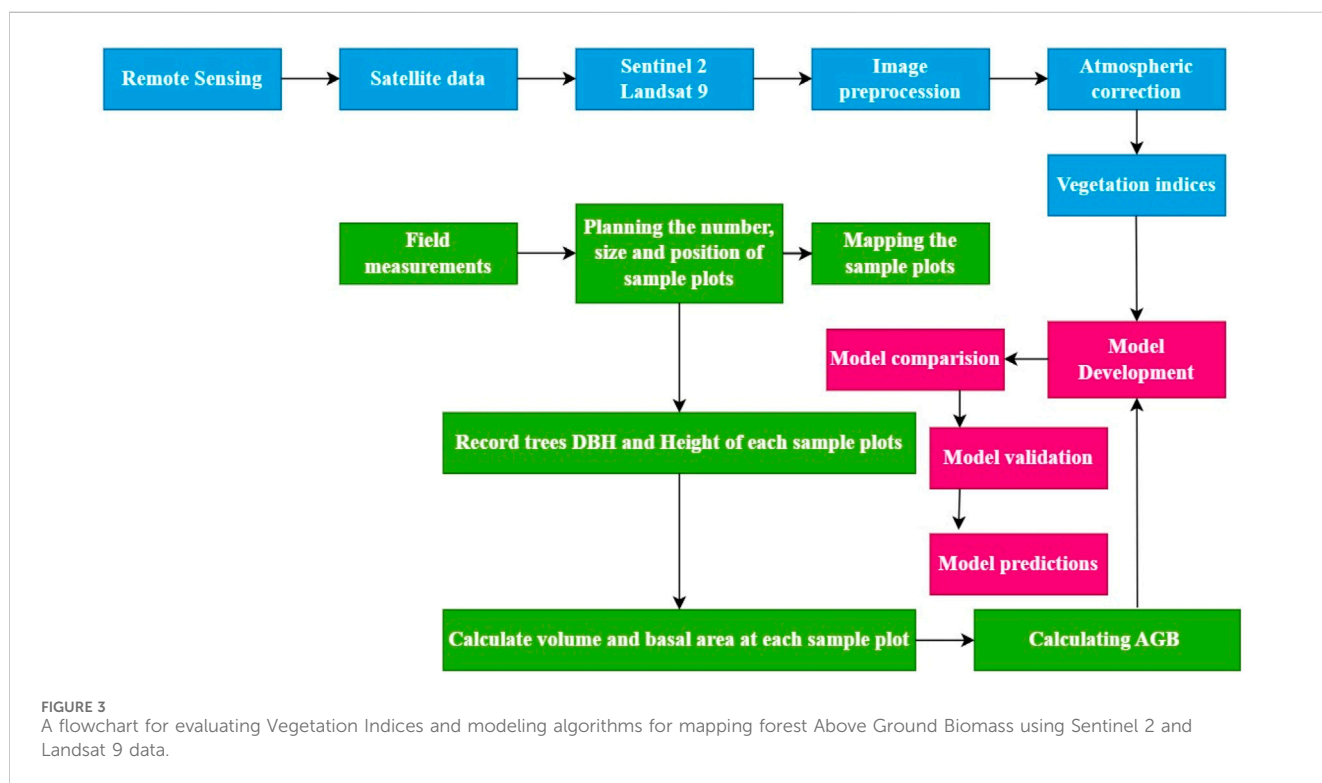 Remote Sensing
Satellite data
Sentinel 2
Landsat 9
Image
preprocession
Atmospheric
correction
Vegetation indices
Field
measurements
Planning the number,
size and position of
sample plots
Mapping the
sample plots
Model comparision
Model
Development
Record trees DBH and Height of each sample plots
Model validation
Model predictions
Calculate volume and basal area at each sample plot
Calculating AGB
FIGURE 3
A flowchart for evaluating Vegetation Indices and modeling algorithms for mapping forest Above Ground Biomass using Sentinel 2 and
Landsat 9 data.